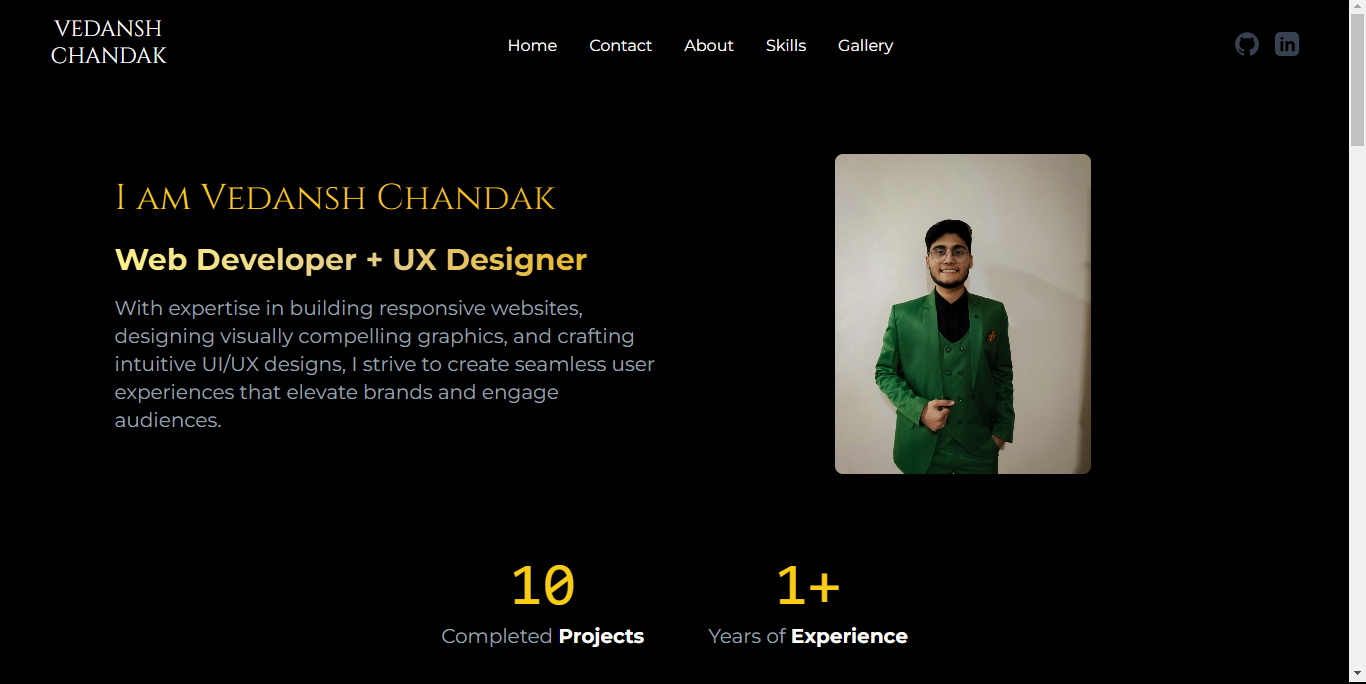 VEDANSH
CHANDAK
Home Contact About Skills Gallery
I am Vedansh Chandak
Web Developer + UX Designer
With expertise in building responsive websites,
designing visually compelling graphics, and crafting
intuitive UI/UX designs, I strive to create seamless user
experiences that elevate brands and engage
audiences.
10 1+
Completed Projects Years of Experience